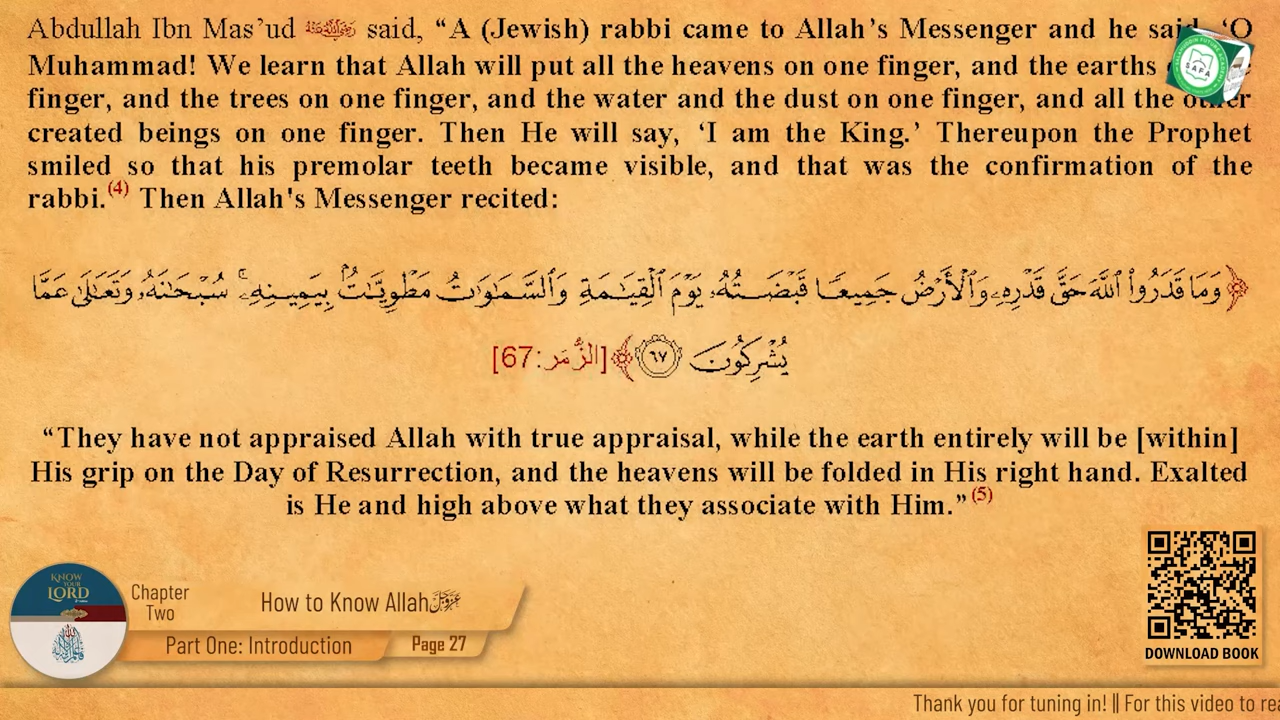 Abdullah Ibn Mas’ud said, “A (Jewish) rabbi came to Allah’s Messenger and he said, ‘O
Muhammad! We learn that Allah will put all the heavens on one finger, and the earths
finger, and the trees on one finger, and the water and the dust on one finger, and all the other
created beings on one finger. Then He will say, ‘I am the King.’ Thereupon the Prophet
smiled so that his premolar teeth became visible, and that was the confirmation of the
rabbi.(4) Then Allah's Messenger recited:
﴿وَمَا قَدَرُوا۟ ٱللَّهَ حَقَّ قَدْرِهِۦ وَٱلْأَرْضُ جَمِيعًا قَبْضَتُهُۥ يَوْمَ ٱلْقِيَٰمَةِ وَٱلسَّمَٰوَٰتُ مَطْوِيَّٰتٌۢ بِيَمِينِهِۦ ۚ سُبْحَٰنَهُۥ وَتَعَٰلَىٰ عَمَّا
يُشْرِكُونَ ٦٧﴾ [الزُّمَر:67]
“They have not appraised Allah with true appraisal, while the earth entirely will be [within]
His grip on the Day of Resurrection, and the heavens will be folded in His right hand. Exalted
is He and high above what they associate with Him.” (5)
KNOW
YOUR
LORD
Chapter
Two
How to Know Allah
Part One: Introduction
Page 27
AFA
DOWNLOAD BOOK
Thank you for tuning in! || For this video to rea